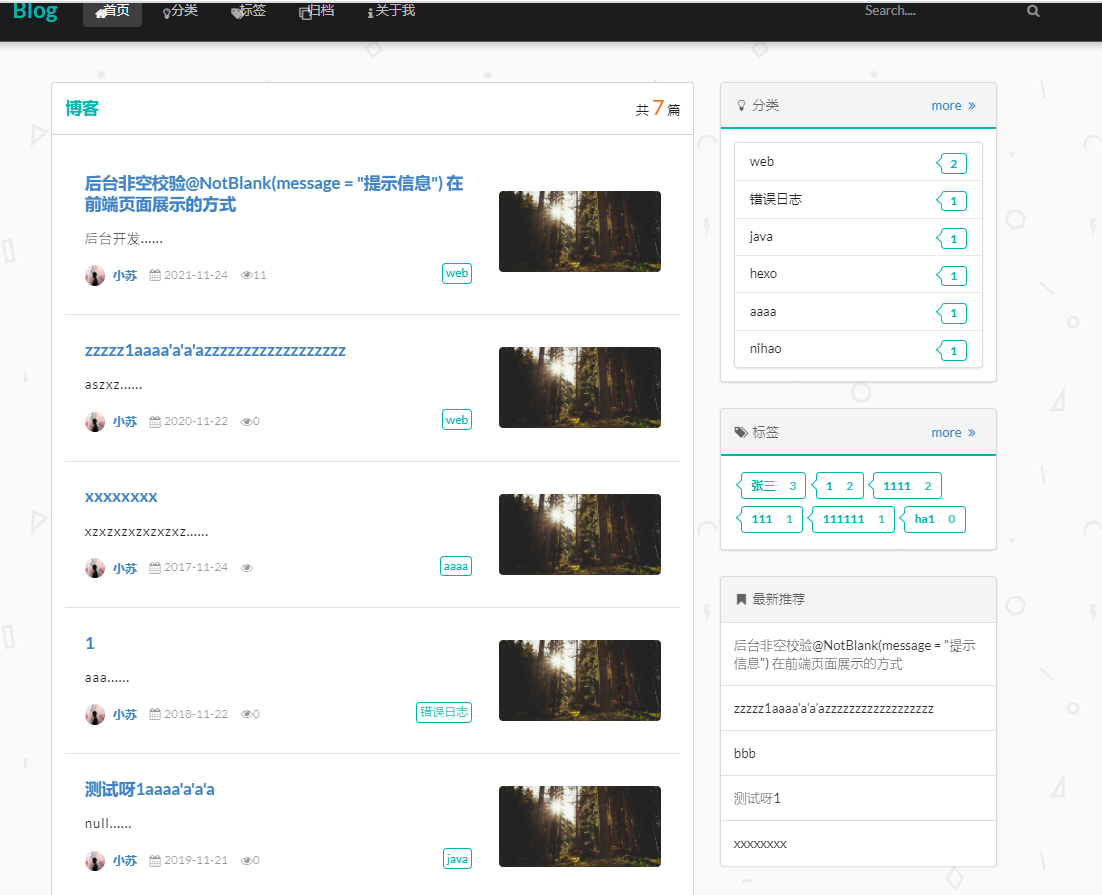 Blog 首页 分类 标签 归档 关于我 Search....
博客 共 7 篇
后台非空校验@NotBlank(message = "提示信息") 在
前端页面展示的方式
后台开发......
小苏 2021-11-24 11 web
zzzzz1aaaa'a'a'azzzzzzzzzzzzzzzzzz
aszxz......
小苏 2020-11-22 0 web
xxxxxxxx
xzxzxzxzxzxzxz......
小苏 2017-11-24 aaaa
1
aaa......
小苏 2018-11-22 0 错误日志
测试呀1aaaa'a'a'a
null......
小苏 2019-11-21 0 java
分类 more »
web 2
错误日志 1
java 1
hexo 1
aaaa 1
nihao 1
标签 more »
张三 3 1 2 1111 2
111 1 111111 1 ha1 0
最新推荐
后台非空校验@NotBlank(message = "提示
信息") 在前端页面展示的方式
zzzzz1aaaa'a'a'azzzzzzzzzzzzzzzzzz
bbb
测试呀1
xxxxxxxx